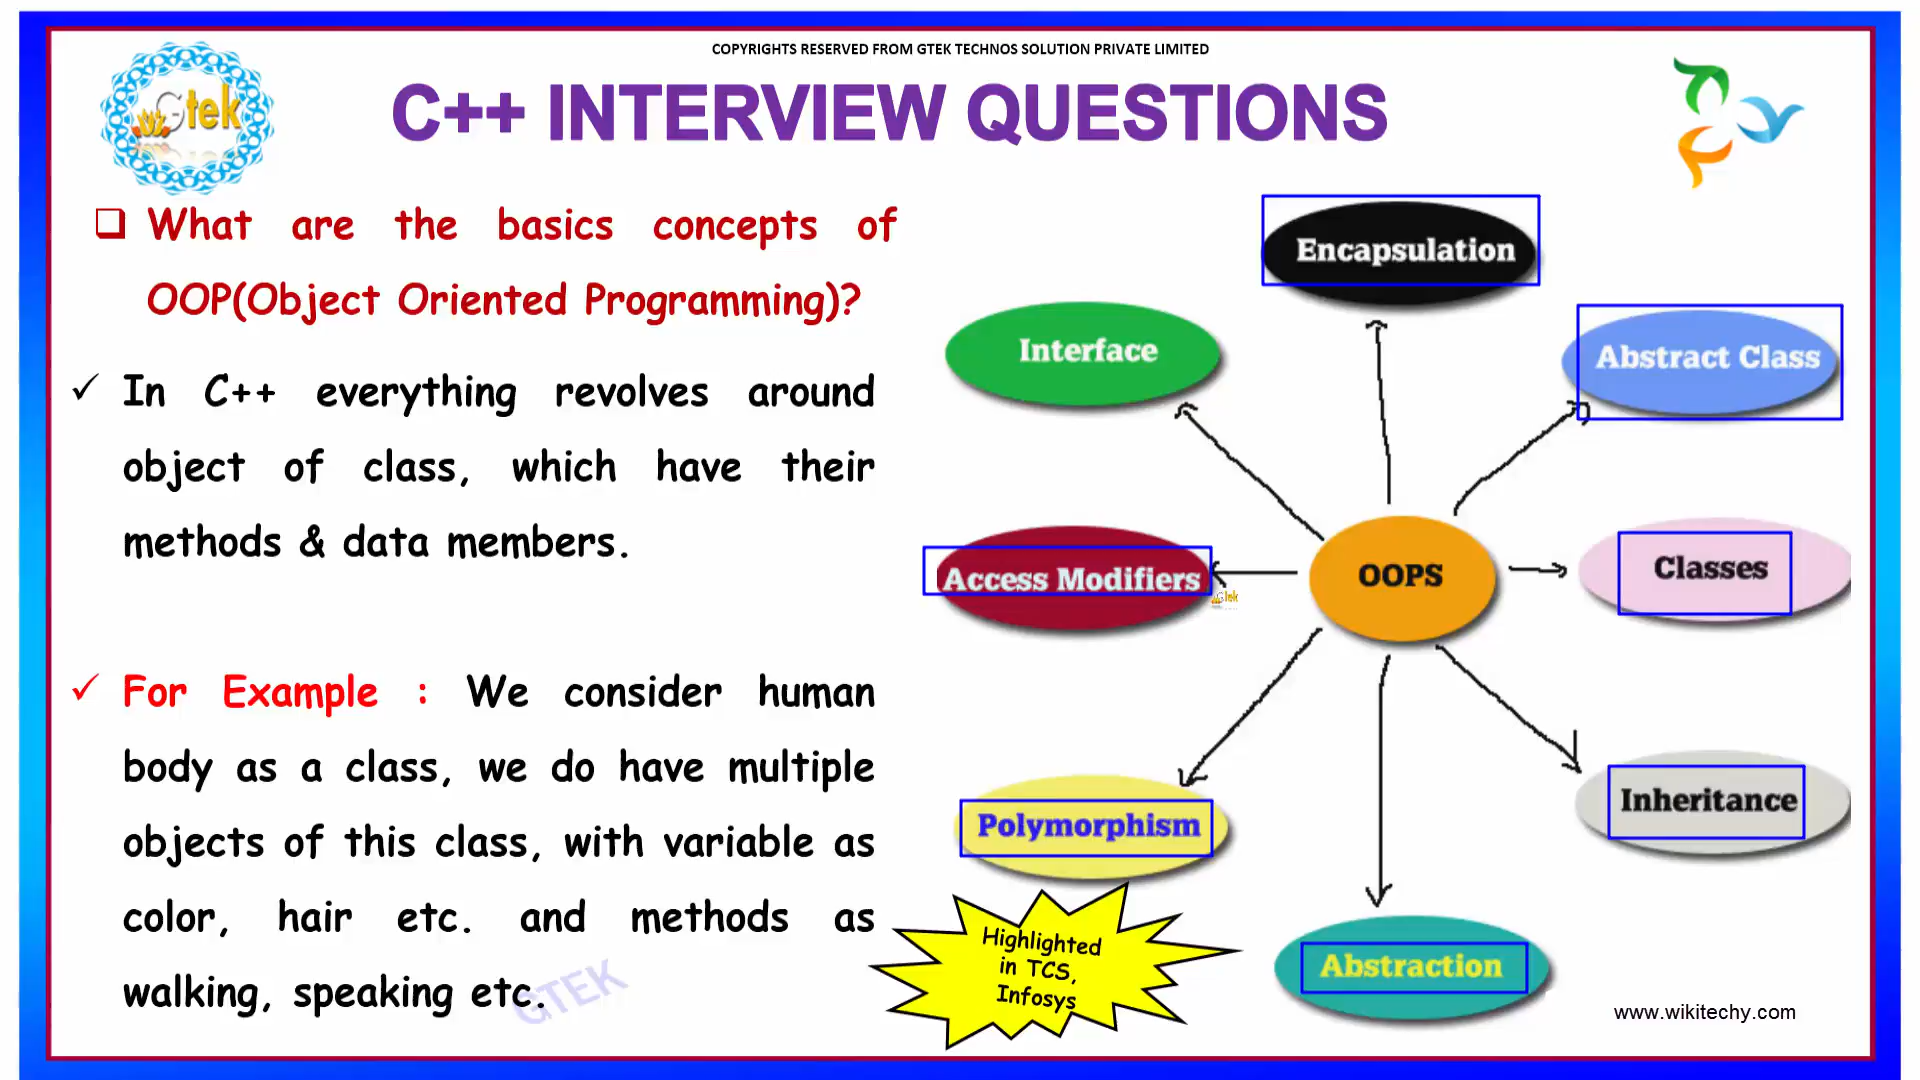 COPYRIGHTS RESERVED FROM GTEK TECHNOS SOLUTION PRIVATE LIMITED
Gtek
C++ INTERVIEW QUESTIONS
What are the basics concepts of
OOP(Object Oriented Programming)?
In C++ everything revolves around
object of class, which have their
methods & data members.
For Example : We consider human
body as a class, we do have multiple
objects of this class, with variable as
color, hair etc. and methods as
walking, speaking etc.
GTEK
Encapsulation
Interface
Abstract Class
Access Modifiers
Gtek
OOPS
Classes
Polymorphism
Inheritance
Abstraction
Highlighted
in TCS,
Infosys
www.wikitechy.com